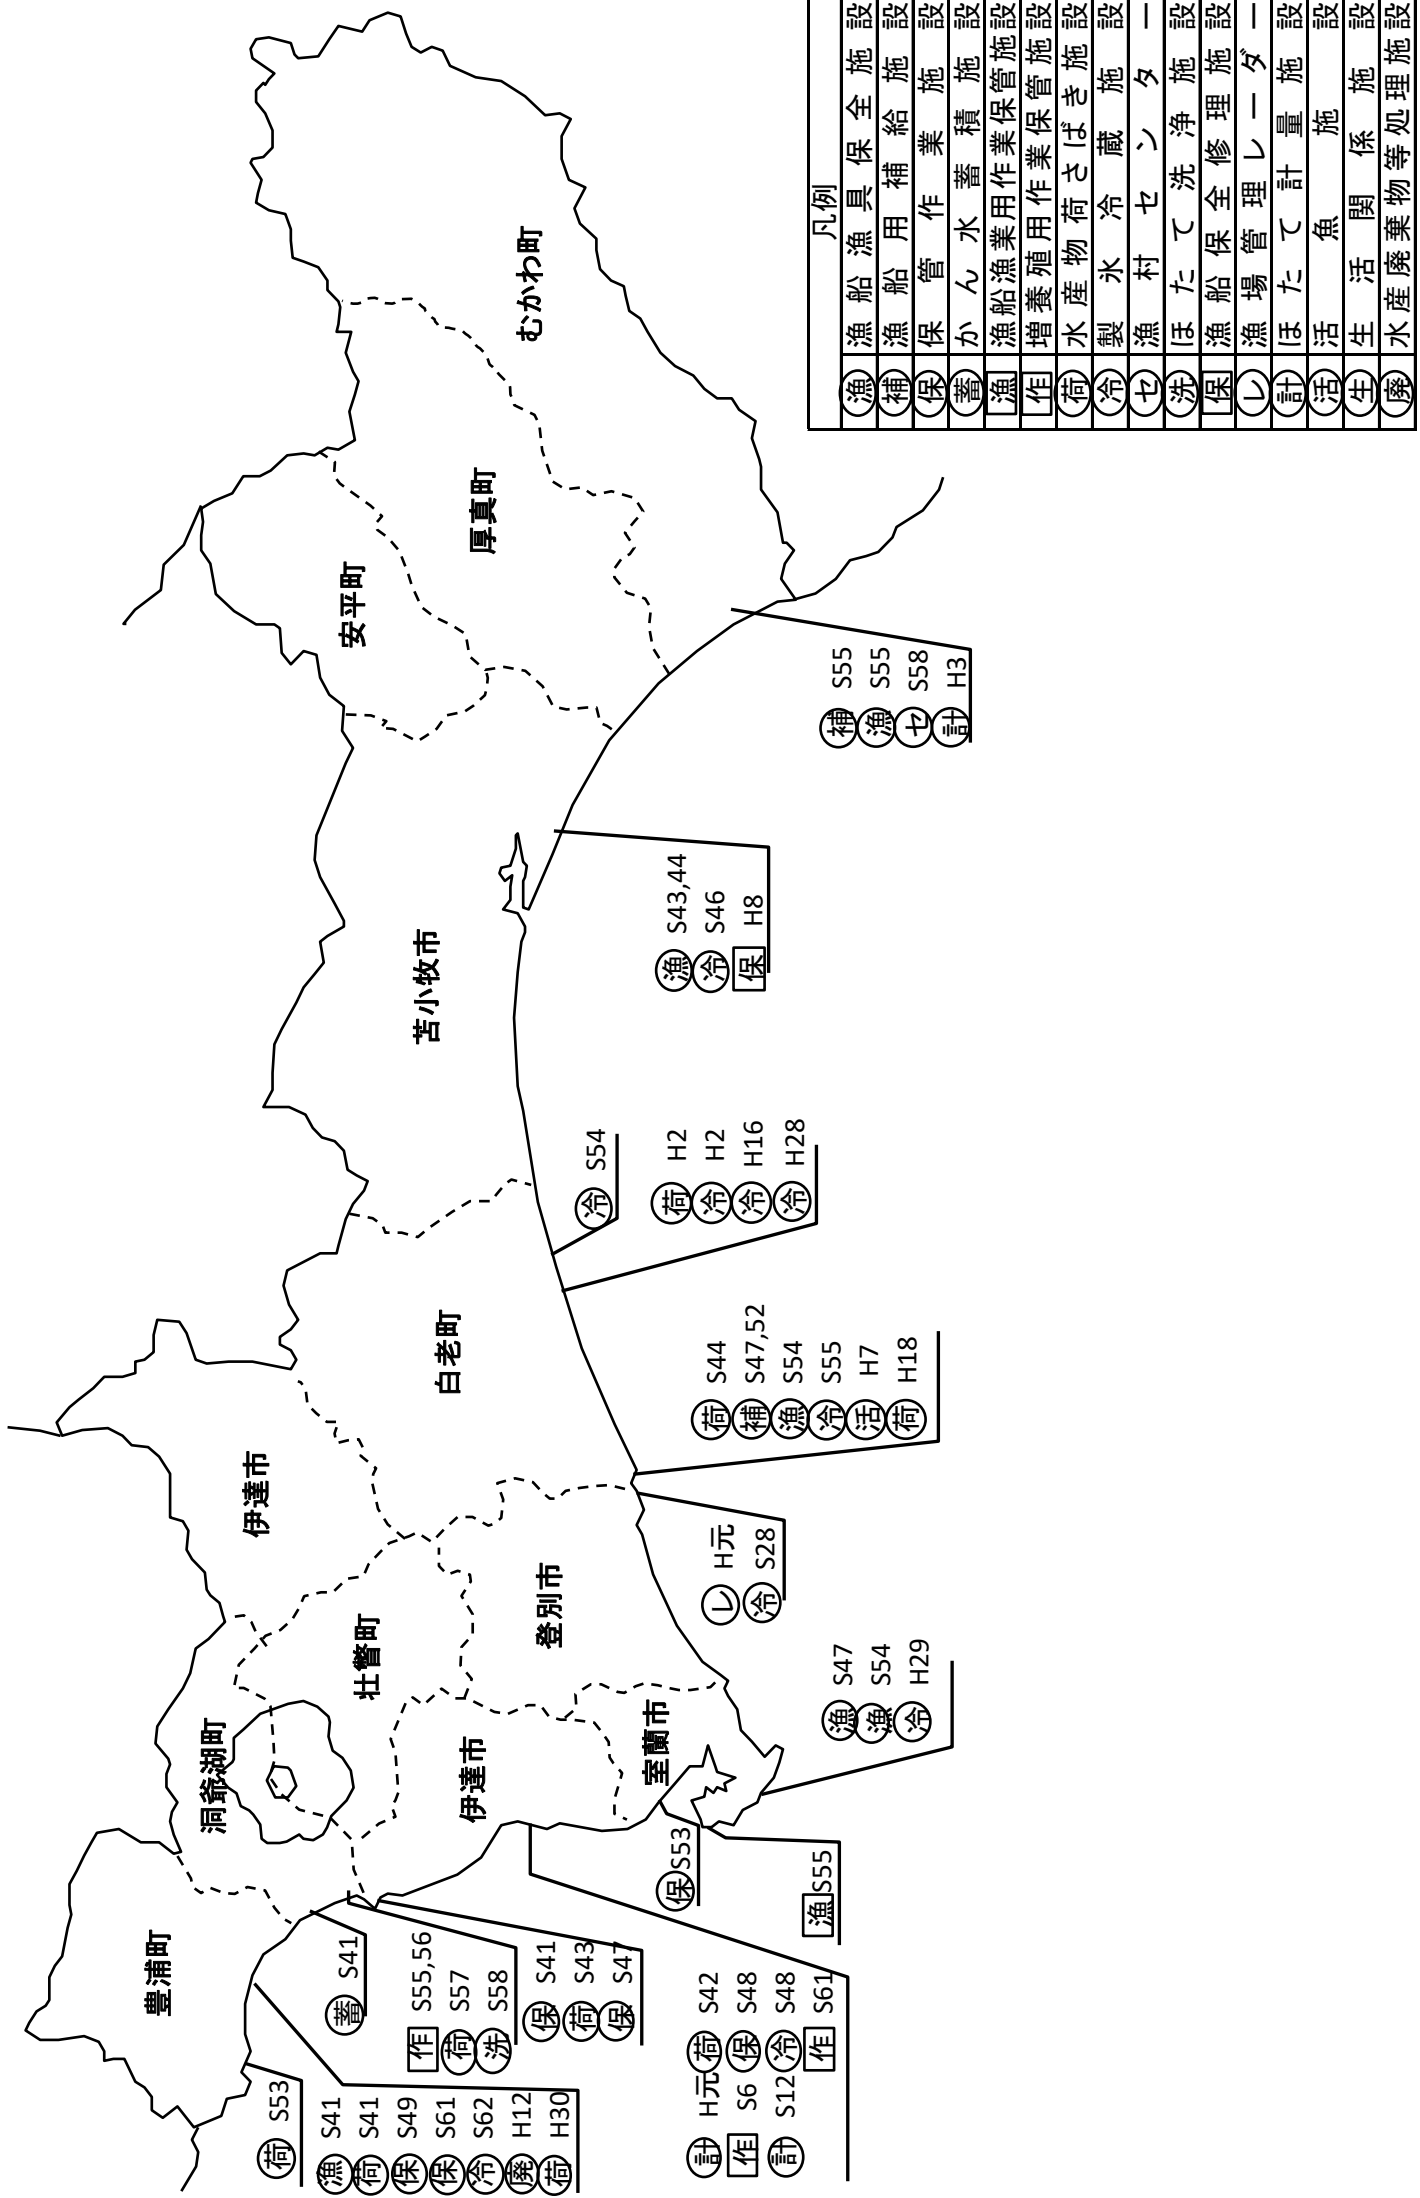 豊浦町
洞爺湖町
伊達市
壮瞥町
伊達市
室蘭市
登別市
白老町
苫小牧市
安平町
厚真町
むかわ町
荷 S53
漁 S41
荷 S41
保 S49
保 S61
冷 S62
廃 H12
荷 H30
蓄 S41
作 S55,56
荷 S57
洗 S58
保 S41
荷 S43
保 S47
計 H元 荷 S42
作 S6 保 S48
計 S12 冷 S48
作 S61
保 S53
漁 S55
漁 S47
漁 S54
冷 H29
レ H元
冷 S28
荷 S44
補 S47,52
漁 S54
冷 S55
活 H7
荷 H18
冷 S54
荷 H2
冷 H2
冷 H16
冷 H28
漁 S43,44
冷 S46
保 H8
補 S55
漁 S55
セ S58
計 H3
凡例
漁 漁船漁具保全施設
補 漁船用補給施設
保 保管作業施設
蓄 かん水蓄積施設
漁 漁船漁業用作業保管施設
作 増養殖用作業保管施設
荷 水産物荷さばき施設
冷 製氷冷蔵施設
セ 漁村センター
洗 ほたて洗浄施設
保 漁船保全修理施設
レ 漁場管理レーダー
計 ほたて計量施設
活 活魚施設
生 生活関係施設
廃 水産廃棄物等処理施設